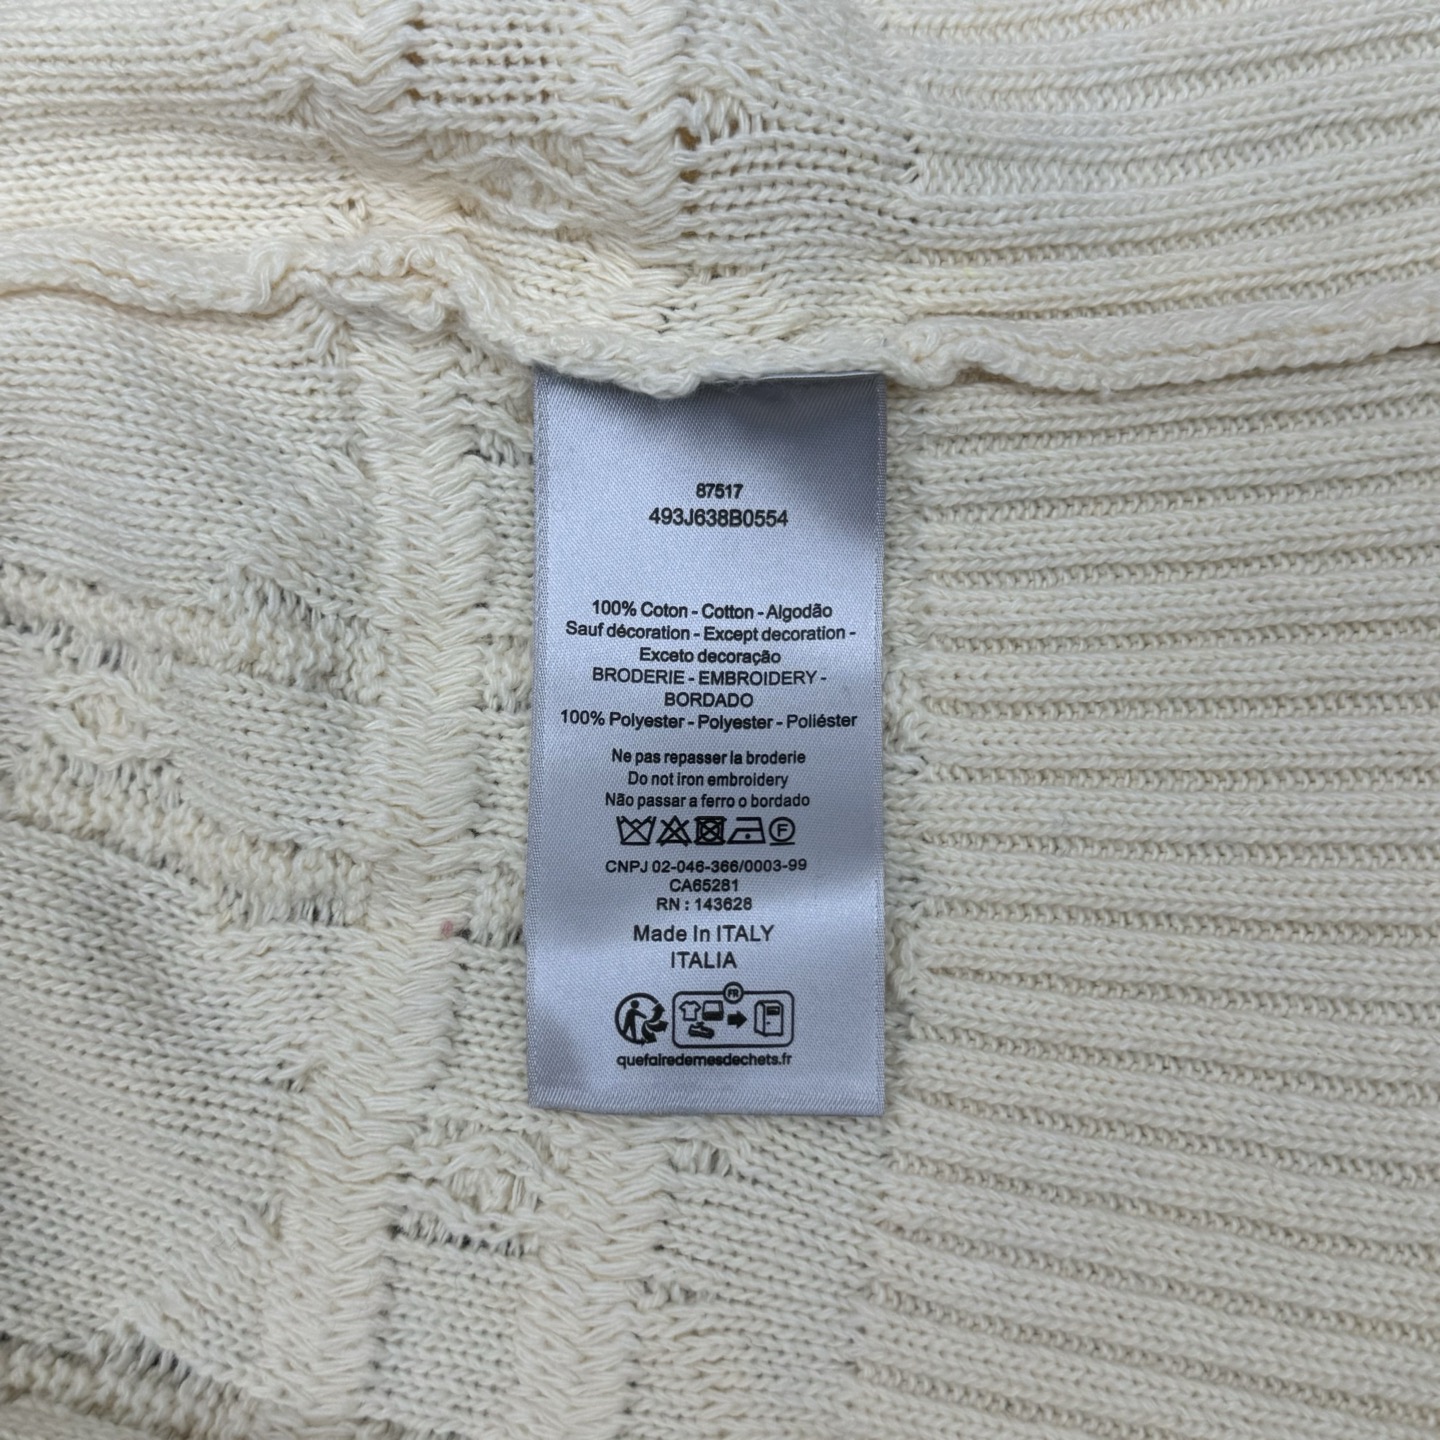 87517
493J638B0554
100% Coton - Cotton - Algodão
Sauf décoration - Except decoration -
Exceto decoração
BRODERIE - EMBROIDERY -
BORDADO
100% Polyester - Polyester - Poliéster
Ne pas repasser la broderie
Do not iron embroidery
Não passar a ferro o bordado
F
CNPJ 02-046-366/0003-99
CA65281
RN : 143628
Made In ITALY
ITALIA
FR
quefairedemesdechets.fr